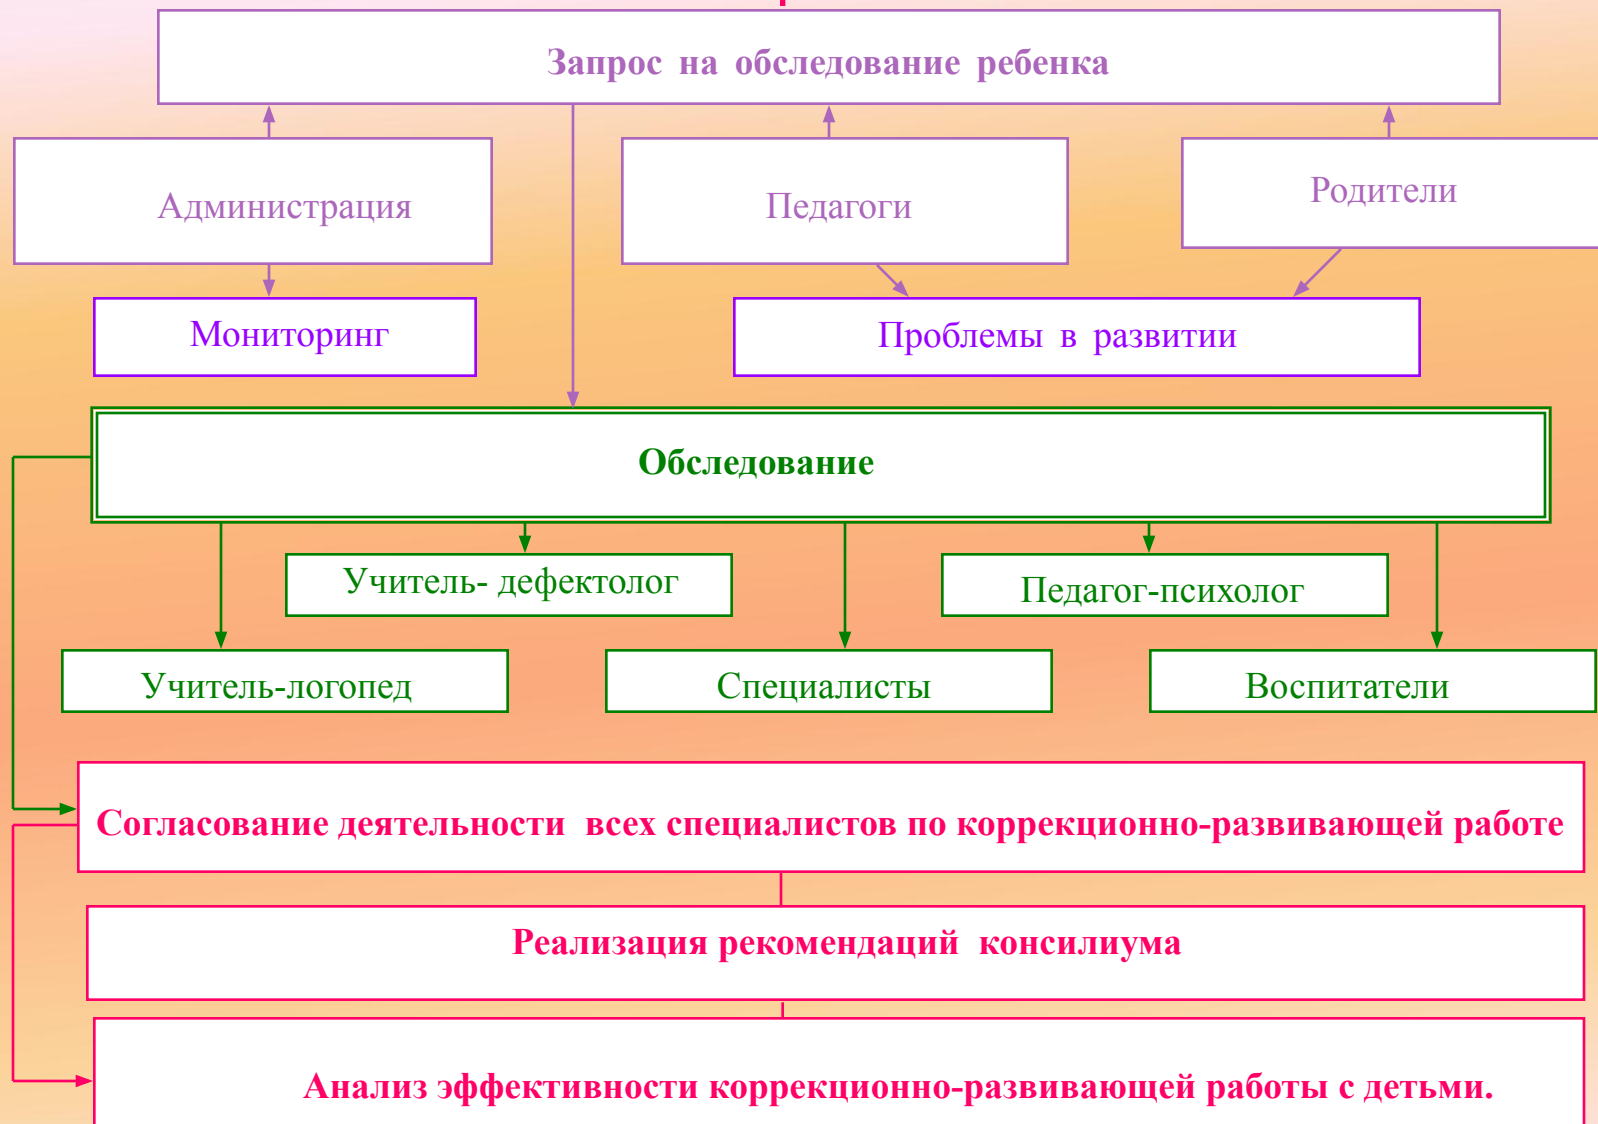 Запрос на обследование ребенка
Администрация
Педагоги
Родители
Мониторинг
Проблемы в развитии
Обследование
Учитель- дефектолог
Педагог-психолог
Учитель-логопед
Специалисты
Воспитатели
Согласование деятельности всех специалистов по коррекционно-развивающей работе
Реализация рекомендаций консилиума
Анализ эффективности коррекционно-развивающей работы с детьми.